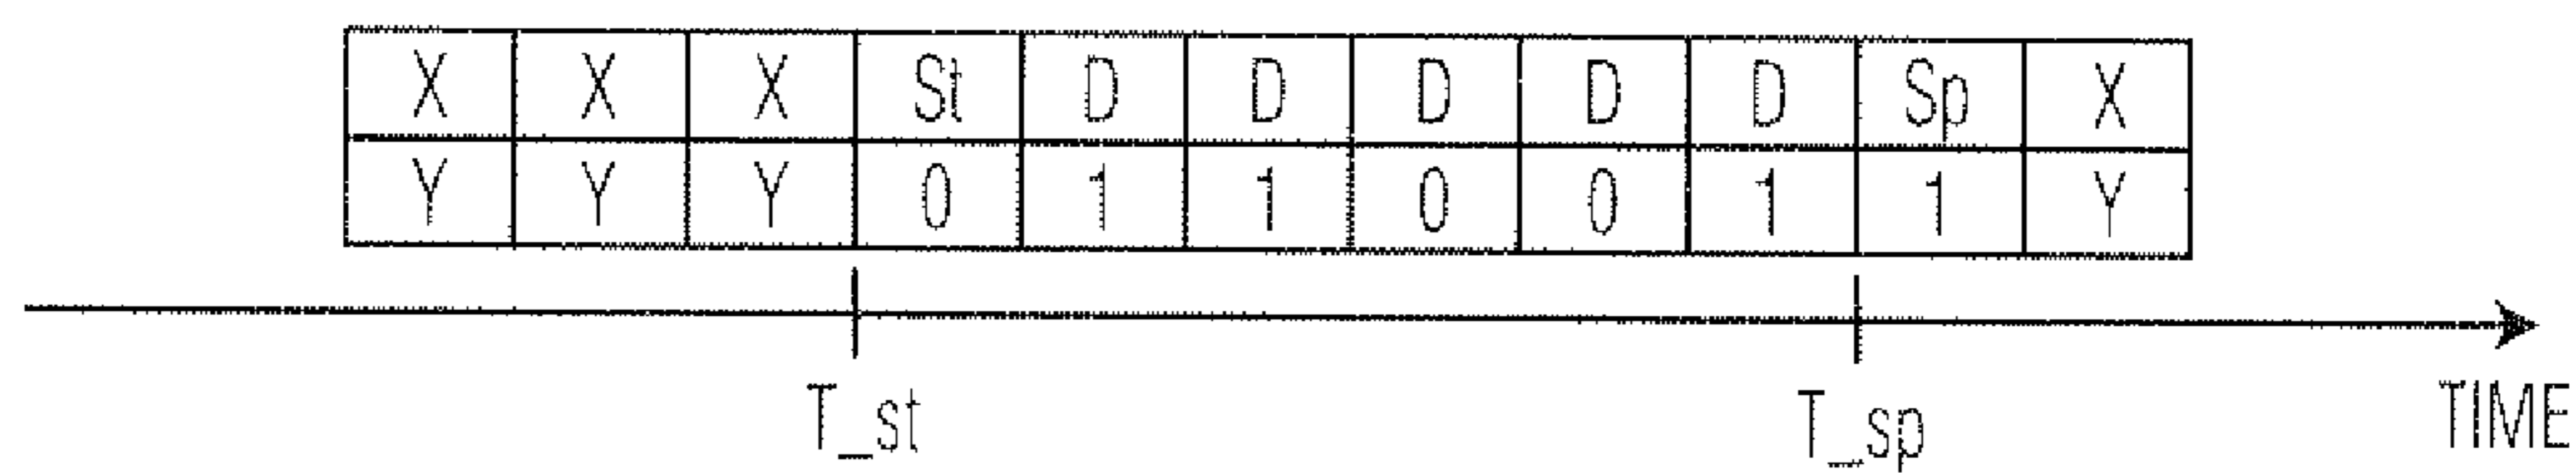 X X X St D D D D D Sp X
Y Y Y 0 1 1 0 0 1 1 Y
T_st T_sp TIME